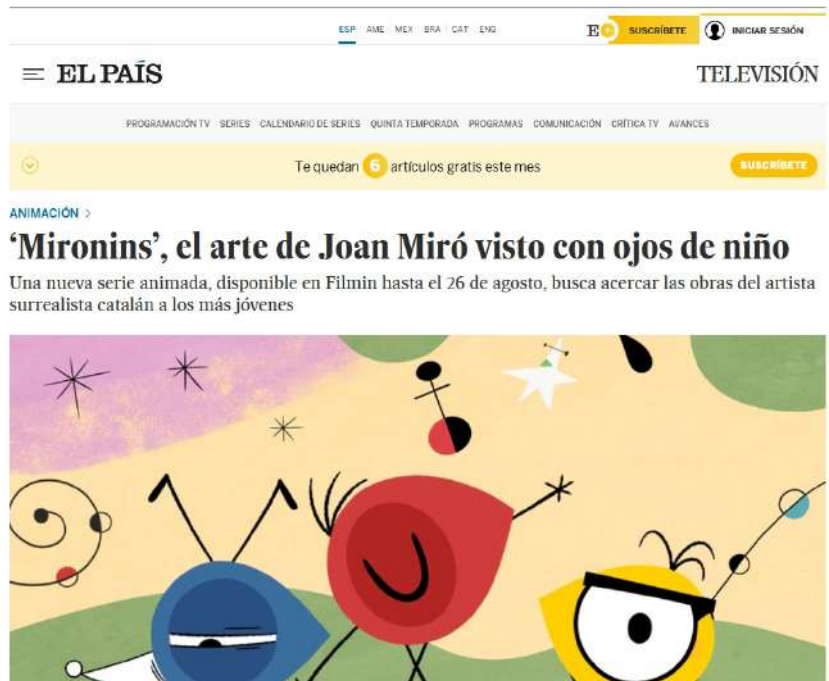 ESP AME MEX BRA CAT ENG
E SUSCRÍBETE INICIAR SESIÓN
EL PAÍS TELEVISIÓN
PROGRAMACIÓN TV SERIES CALENDARIO DE SERIES QUINTA TEMPORADA PROGRAMAS COMUNICACIÓN CRÍTICA TV AVANCES
Te quedan 6 artículos gratis este mes SUSCRÍBETE
ANIMACIÓN >
‘Mironins’, el arte de Joan Miró visto con ojos de niño
Una nueva serie animada, disponible en Filmin hasta el 26 de agosto, busca acercar las obras del artista
surrealista catalán a los más jóvenes